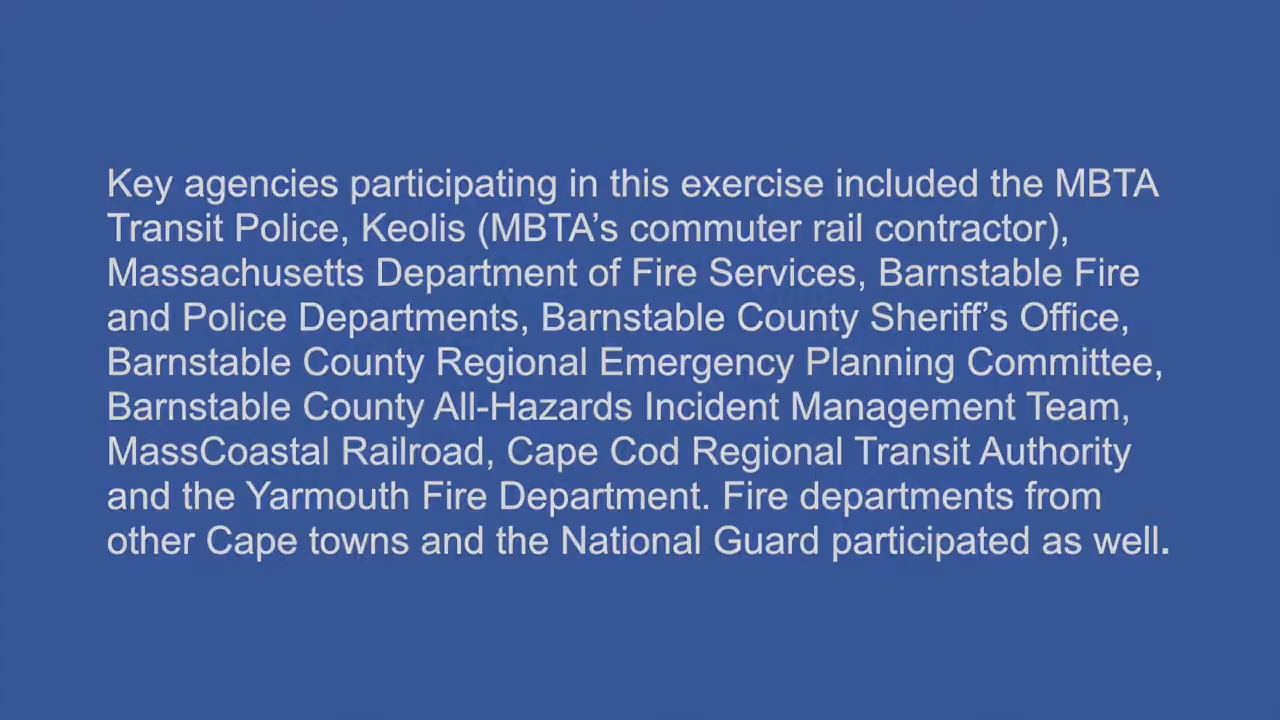 Key agencies participating in this exercise included the MBTA
Transit Police, Keolis (MBTA’s commuter rail contractor),
Massachusetts Department of Fire Services, Barnstable Fire
and Police Departments, Barnstable County Sheriff’s Office,
Barnstable County Regional Emergency Planning Committee,
Barnstable County All-Hazards Incident Management Team,
MassCoastal Railroad, Cape Cod Regional Transit Authority
and the Yarmouth Fire Department. Fire departments from
other Cape towns and the National Guard participated as well.